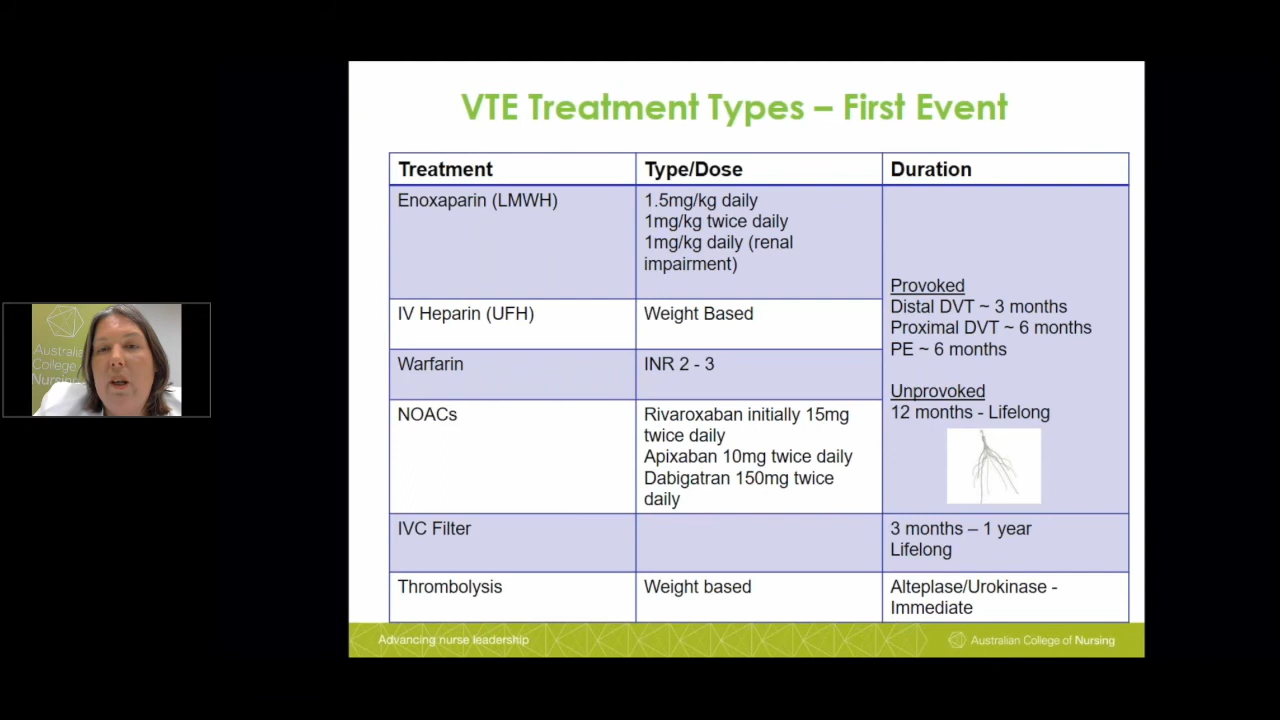 VTE Treatment Types – First Event
Treatment
Type/Dose
Duration
Enoxaparin (LMWH)
1.5mg/kg daily
1mg/kg twice daily
1mg/kg daily (renal
impairment)
IV Heparin (UFH)
Weight Based
Warfarin
INR 2 - 3
NOACs
Rivaroxaban initially 15mg
twice daily
Apixaban 10mg twice daily
Dabigatran 150mg twice
daily
Provoked
Distal DVT ~ 3 months
Proximal DVT ~ 6 months
PE ~ 6 months
Unprovoked
12 months - Lifelong
IVC Filter
3 months – 1 year
Lifelong
Thrombolysis
Weight based
Alteplase/Urokinase -
Immediate
Advancing nurse leadership
Australian College of Nursing
Australia
College of
Nursing